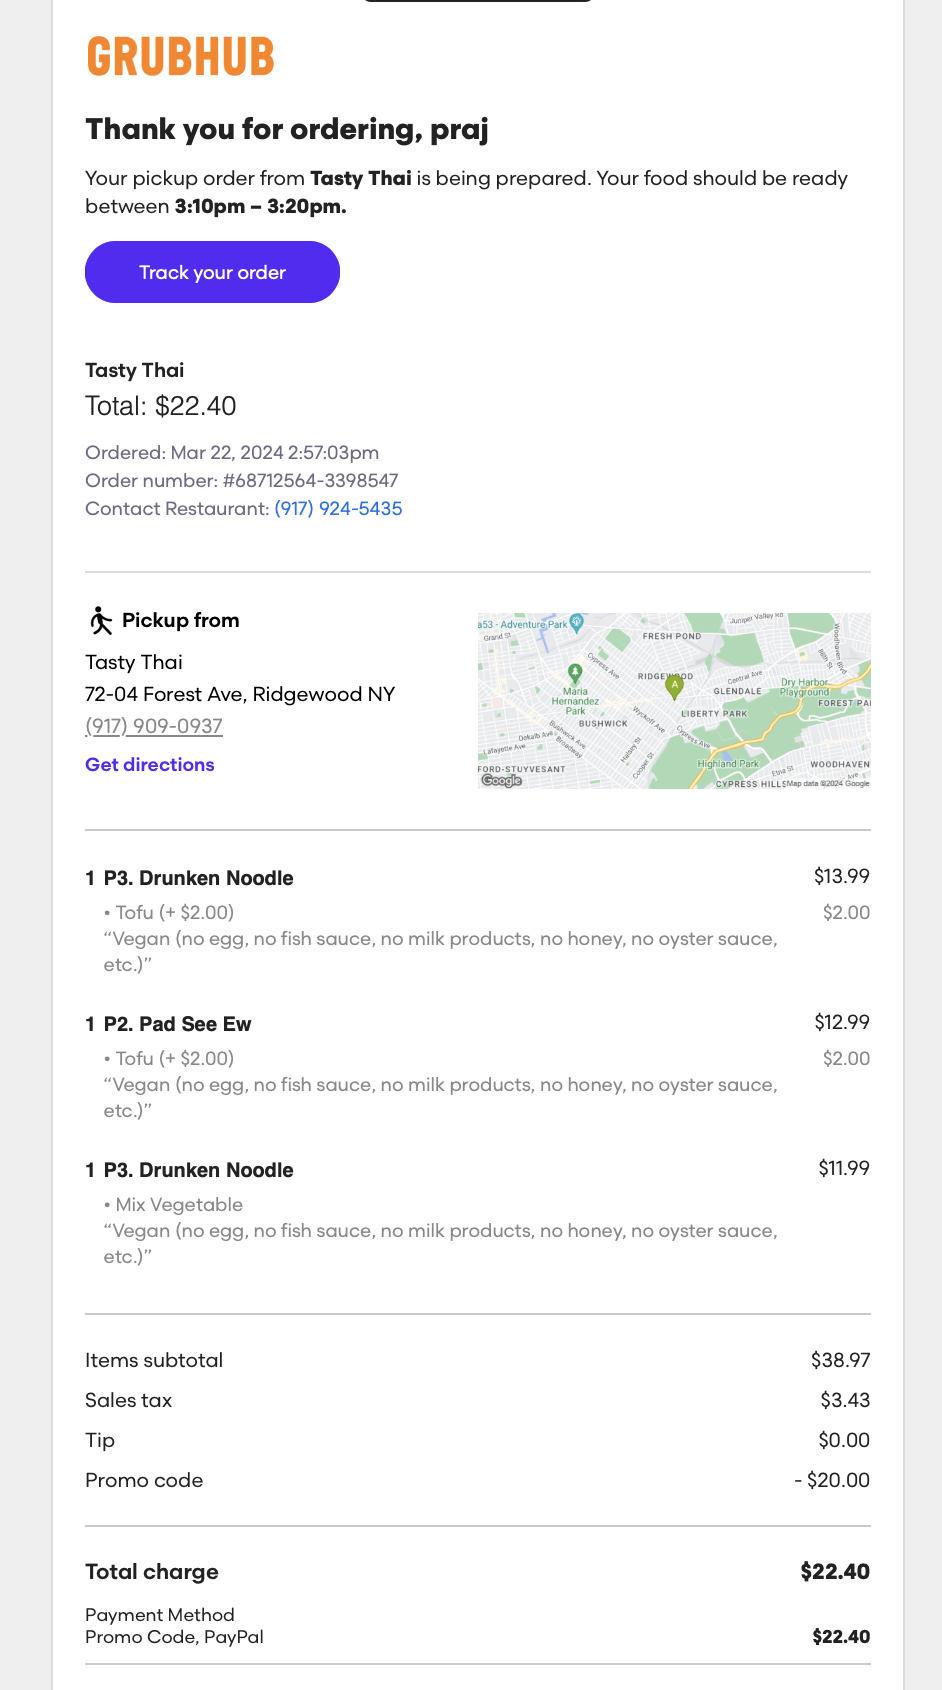 GRUBHUB
Thank you for ordering, praj
Your pickup order from Tasty Thai is being prepared. Your food should be ready
between 3:10pm – 3:20pm.
Track your order
Tasty Thai
Total: $22.40
Ordered: Mar 22, 2024 2:57:03pm
Order number: #68712564-3398547
Contact Restaurant: (917) 924-5435
Pickup from
Tasty Thai
72-04 Forest Ave, Ridgewood NY
(917) 909-0937
Get directions
a53 - Adventure Park
Grand St
FRESH POND
Juniper Valley Rd
Woodhaven Blvd
88th St
Cypress Ave
RIDGEWOOD
A
Central Ave
GLENDALE
Dry Harbor
Playground
FOREST PA
Maria
Hernandez
Park
BUSHWICK
Wyckoff Ave
LIBERTY PARK
Bushwick Ave
Broadway
Dekalb Ave
Lafayette Ave
Halsey St
Cooper St
Cypress Ave
Highland Park
Etna St
WOODHAVEN
FORD-STUYVESANT
Ave
Google
CYPRESS HILLS
Map data ©2024 Google
1 P3. Drunken Noodle $13.99
• Tofu (+ $2.00) $2.00
“Vegan (no egg, no fish sauce, no milk products, no honey, no oyster sauce,
etc.)”
1 P2. Pad See Ew $12.99
• Tofu (+ $2.00) $2.00
“Vegan (no egg, no fish sauce, no milk products, no honey, no oyster sauce,
etc.)”
1 P3. Drunken Noodle $11.99
• Mix Vegetable
“Vegan (no egg, no fish sauce, no milk products, no honey, no oyster sauce,
etc.)”
Items subtotal $38.97
Sales tax $3.43
Tip $0.00
Promo code - $20.00
Total charge $22.40
Payment Method
Promo Code, PayPal $22.40